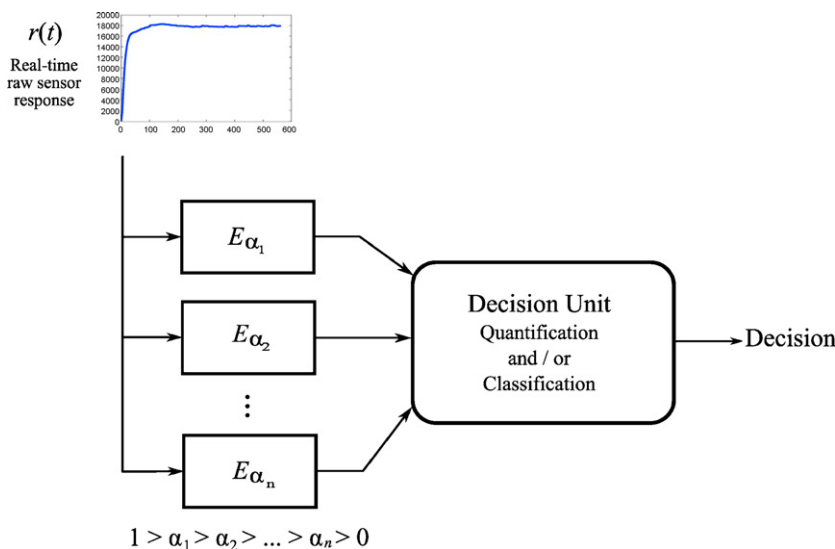 r(t)
Real-time
raw sensor
response
20000
18000
16000
14000
12000
10000
8000
6000
4000
2000
0
0 100 200 300 400 500 600
Eα1
Eα2
⋮
Eαn
Decision Unit
Quantification
and / or
Classification
Decision
1 > α1 > α2 > ... > αn > 0